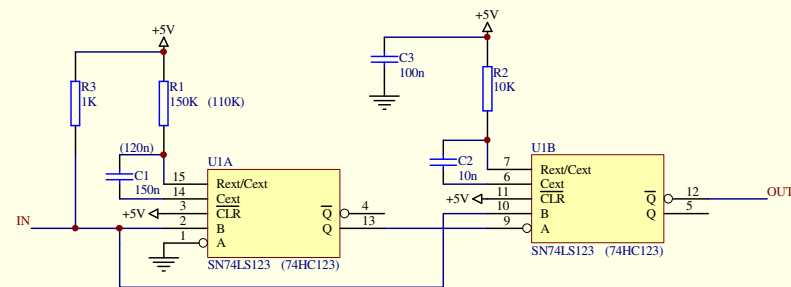 +5V
+5V
C3
100n
R3
1K
R1
150K (110K)
R2
10K
(120n)
C1
150n
U1A
15
Rext/Cext
14
Cext
+5V
3
CLR
2
B
1
A
Q
4
Q
13
SN74LS123 (74HC123)
IN
C2
10n
U1B
7
Rext/Cext
6
Cext
+5V
11
CLR
10
B
9
A
Q
12
Q
5
SN74LS123 (74HC123)
OUT